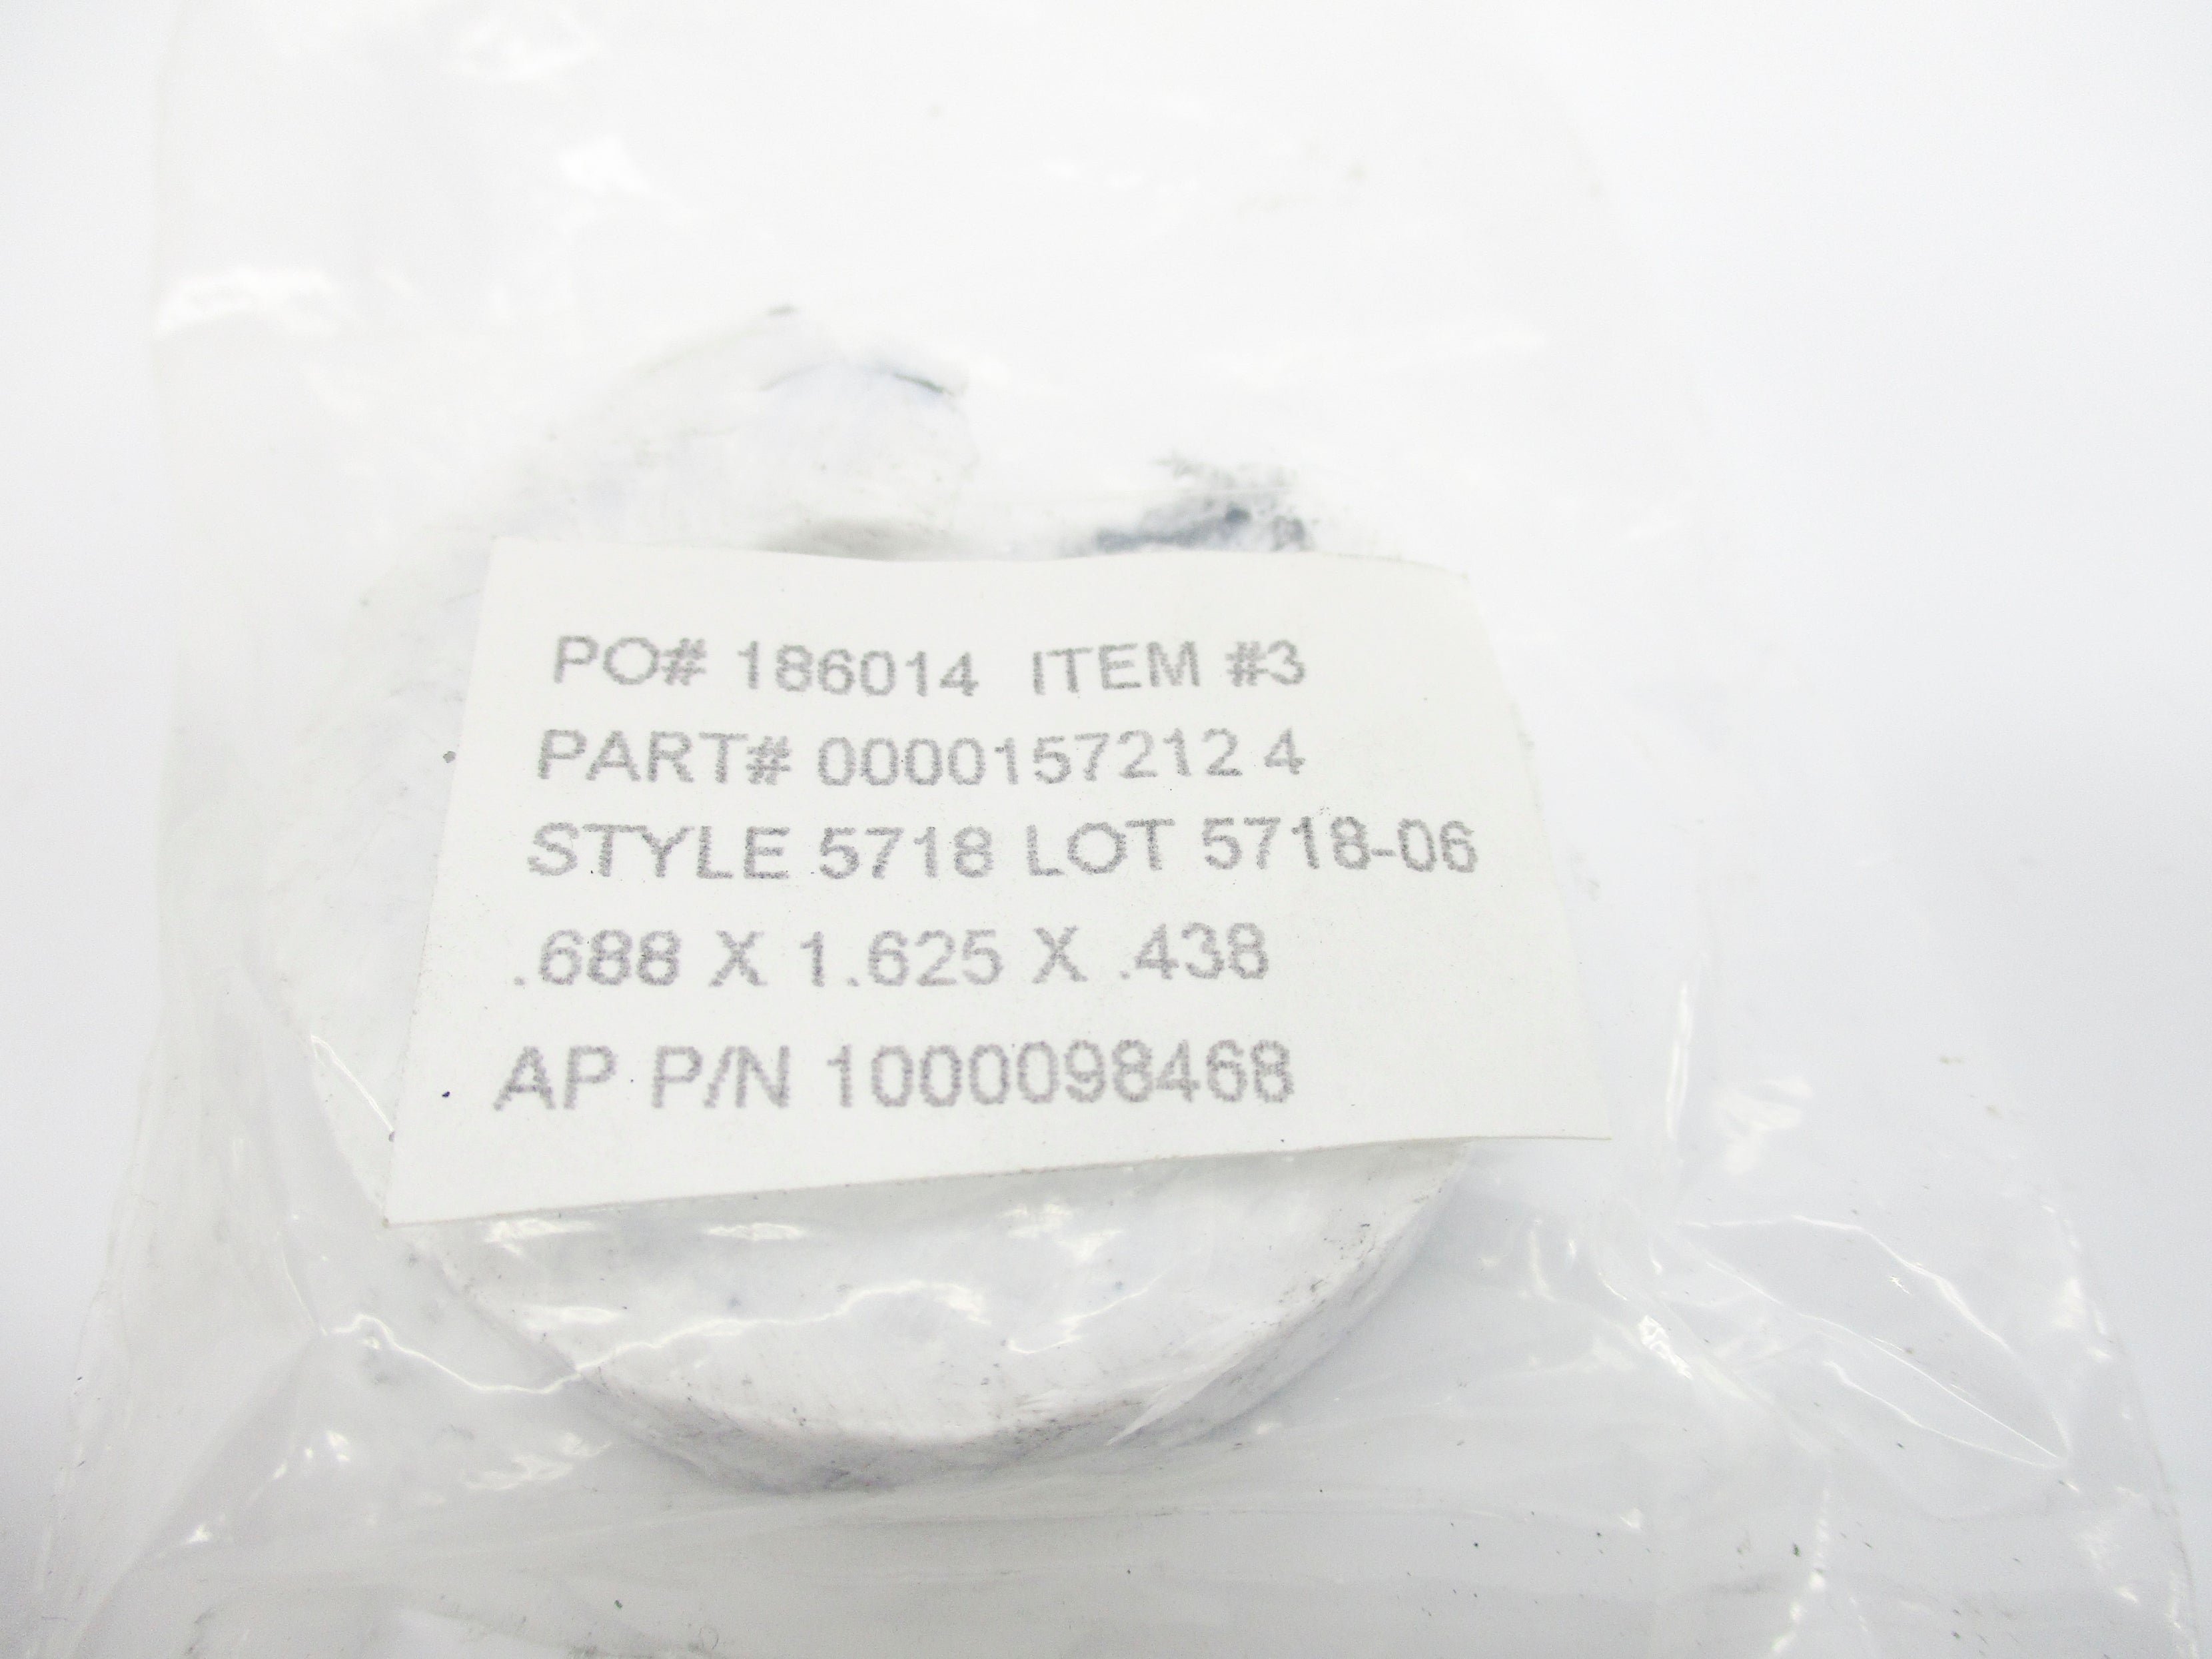 PO# 186014 ITEM #3
PART# 0000157212 4
STYLE 5718 LOT 5718-06
.688 X 1.625 X .438
AP P/N 1000098468